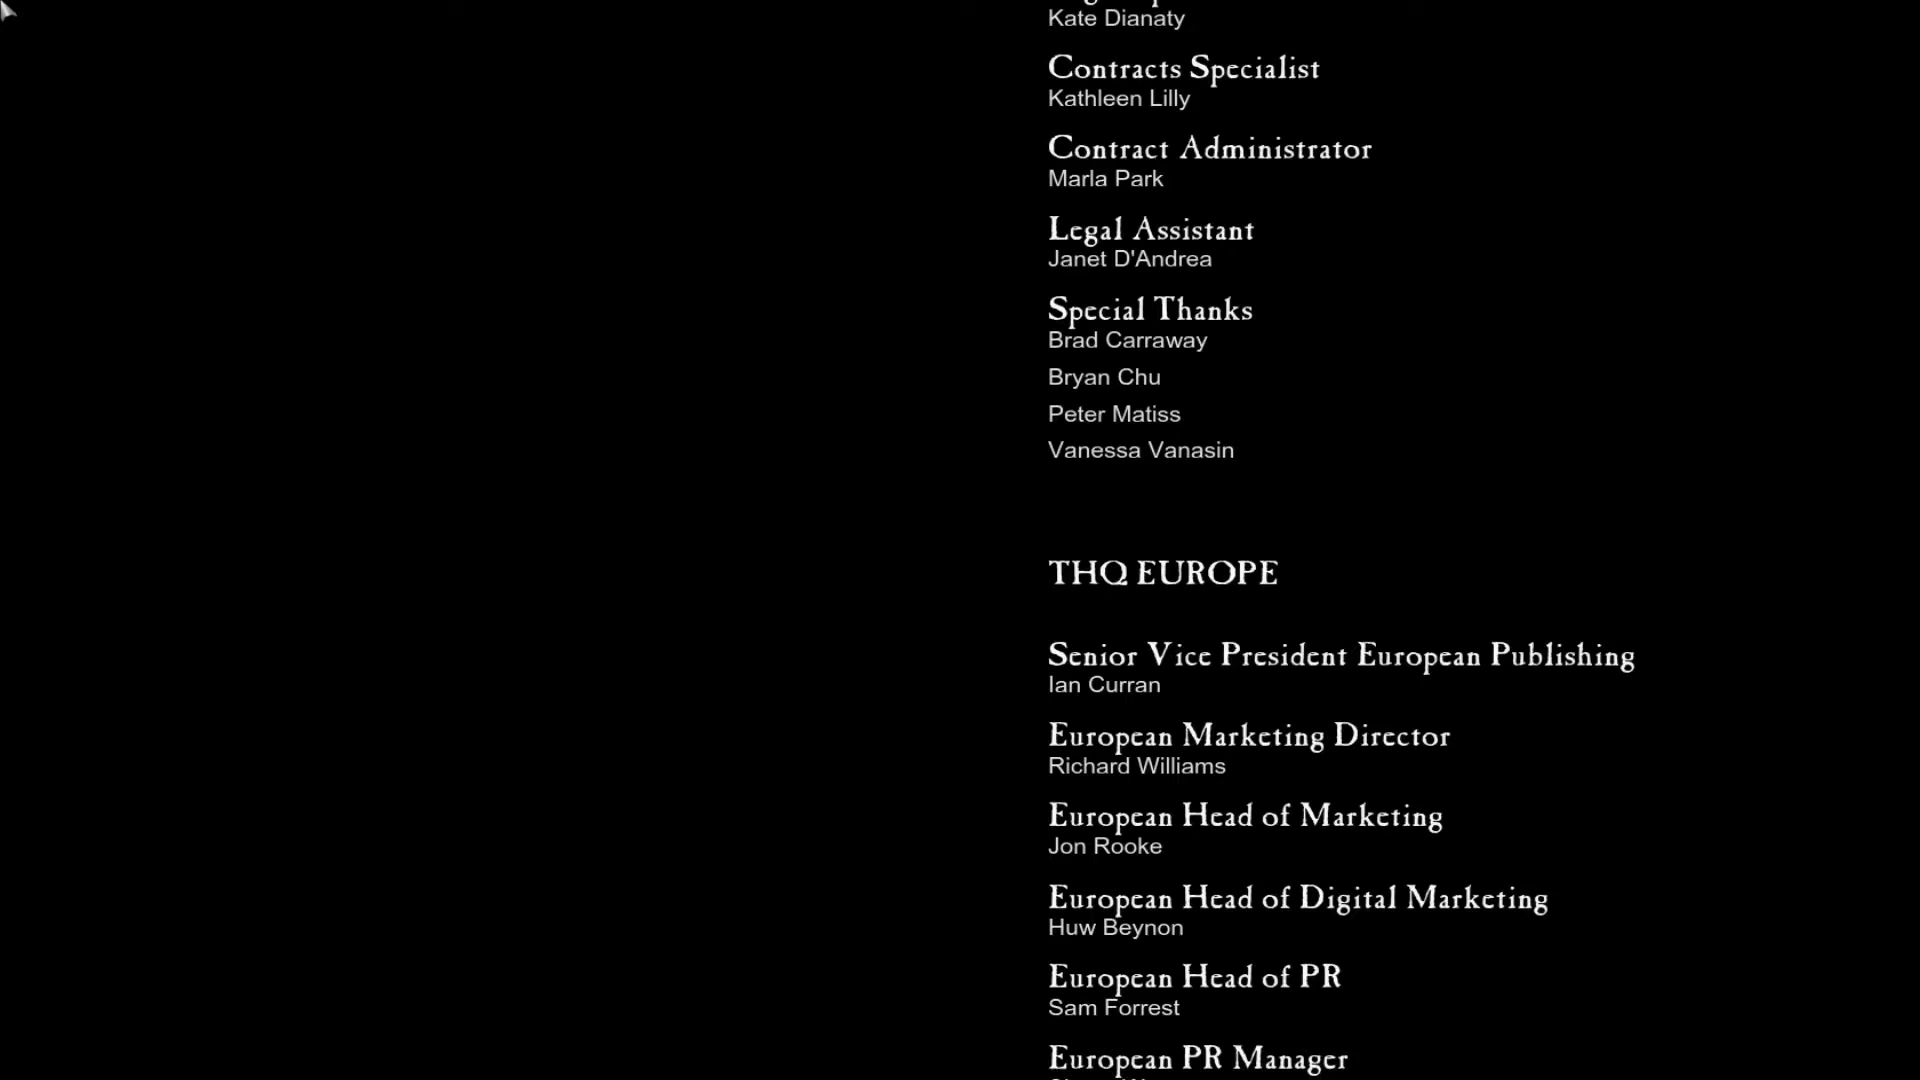 Kate Dianaty
Contracts Specialist
Kathleen Lilly
Contract Administrator
Marla Park
Legal Assistant
Janet D'Andrea
Special Thanks
Brad Carraway
Bryan Chu
Peter Matiss
Vanessa Vanasin
THQ EUROPE
Senior Vice President European Publishing
Ian Curran
European Marketing Director
Richard Williams
European Head of Marketing
Jon Rooke
European Head of Digital Marketing
Huw Beynon
European Head of PR
Sam Forrest
European PR Manager